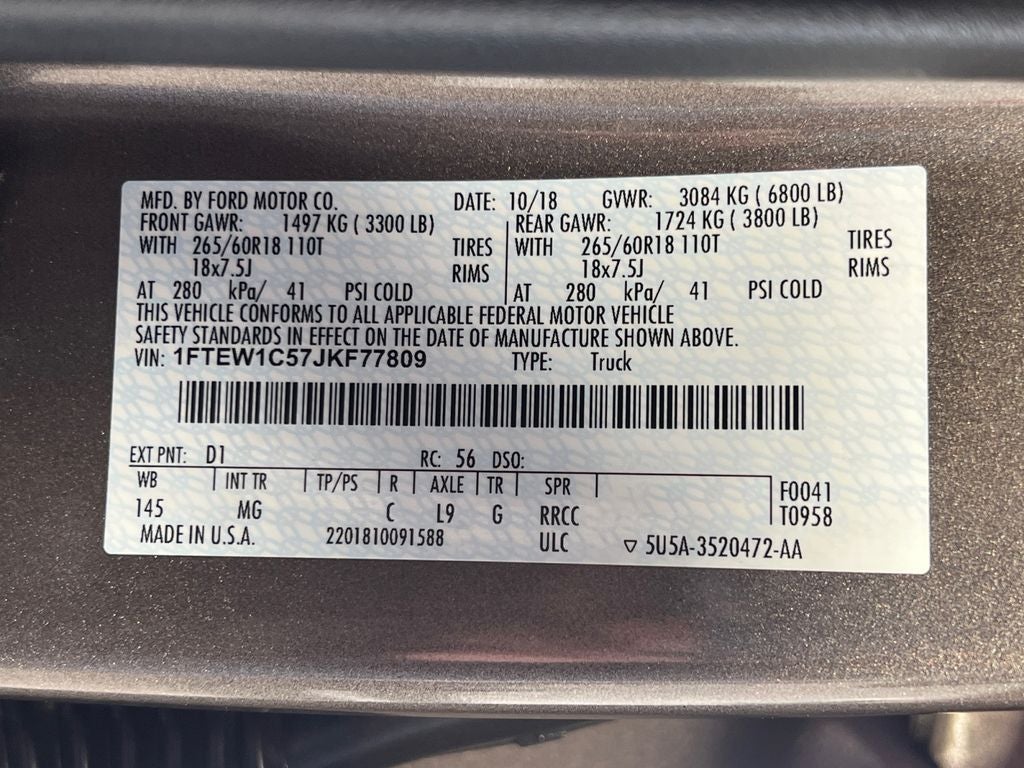 MFD. BY FORD MOTOR CO. DATE: 10/18 GVWR: 3084 KG ( 6800 LB)
FRONT GAWR: 1497 KG ( 3300 LB) REAR GAWR: 1724 KG ( 3800 LB)
WITH 265/60R18 110T TIRES WITH 265/60R18 110T TIRES
18x7.5J RIMS 18x7.5J RIMS
AT 280 kPa/ 41 PSI COLD AT 280 kPa/ 41 PSI COLD
THIS VEHICLE CONFORMS TO ALL APPLICABLE FEDERAL MOTOR VEHICLE
SAFETY STANDARDS IN EFFECT ON THE DATE OF MANUFACTURE SHOWN ABOVE.
VIN: 1FTEW1C57JKF77809 TYPE: Truck
EXT PNT: D1 RC: 56 DSO:
WB INT TR TP/PS R AXLE TR SPR F0041
145 MG C L9 G RRCC T0958
MADE IN U.S.A. 2201810091588 ULC ▽ 5U5A-3520472-AA